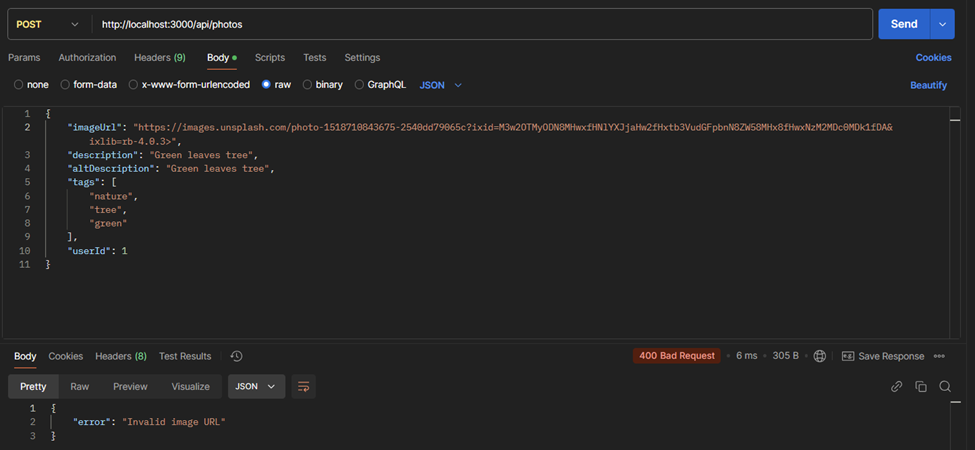 POST http://localhost:3000/api/photos Send
Params Authorization Headers (9) Body Scripts Tests Settings Cookies
none form-data x-www-form-urlencoded raw binary GraphQL JSON Beautify
1 {
2 "imageUrl": "https://images.unsplash.com/photo-1518710843675-2540dd79065c?ixid=M3w2OTMyODN8MHwxfHNlYXJjaHw2fHxtb3VudGFpbnN8ZW58MHx8fHwxNzM2MDc0MDk1fDA&
ixlib=rb-4.0.3>",
3 "description": "Green leaves tree",
4 "altDescription": "Green leaves tree",
5 "tags": [
6 "nature",
7 "tree",
8 "green"
9 ],
10 "userId": 1
11 }
Body Cookies Headers (8) Test Results 400 Bad Request 6 ms 305 B Save Response
Pretty Raw Preview Visualize JSON
1 {
2 "error": "Invalid image URL"
3 }